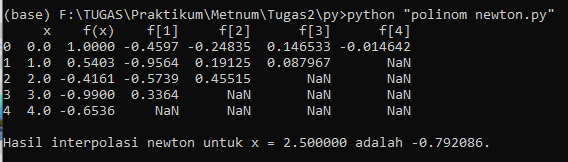 (base) F:\TUGAS\Praktikum\Metnum\Tugas2\py>python "polinom newton.py"
x f(x) f[1] f[2] f[3] f[4]
0 0.0 1.0000 -0.4597 -0.24835 0.146533 -0.014642
1 1.0 0.5403 -0.9564 0.19125 0.087967 NaN
2 2.0 -0.4161 -0.5739 0.45515 NaN NaN
3 3.0 -0.9900 0.3364 NaN NaN NaN
4 4.0 -0.6536 NaN NaN NaN NaN
Hasil interpolasi newton untuk x = 2.500000 adalah -0.792086.